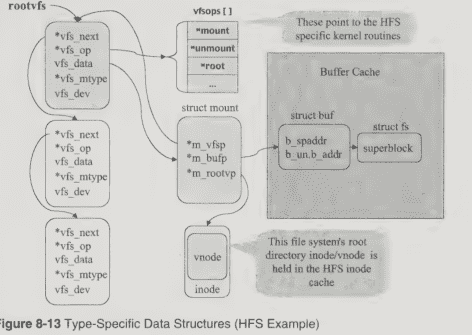 rootvfs
*vfs_next
*vfs_op
vfs_data
*vfs_mtype
vfs_dev
*vfs_next
*vfs_op
vfs_data
*vfs_mtype
vfs_dev
*vfs_next
*vfs_op
vfs_data
*vfs_mtype
vfs_dev
vfsops [ ]
*mount
*unmount
*root
...
These point to the HFS
specific kernel routines
struct mount
*m_vfsp
*m_bufp
*m_rootvp
Buffer Cache
struct buf
b_spaddr
b_un.b_addr
struct fs
superblock
vnode
inode
This file system's root
directory inode/vnode is
held in the HFS inode
cache
Figure 8-13 Type-Specific Data Structures (HFS Example)